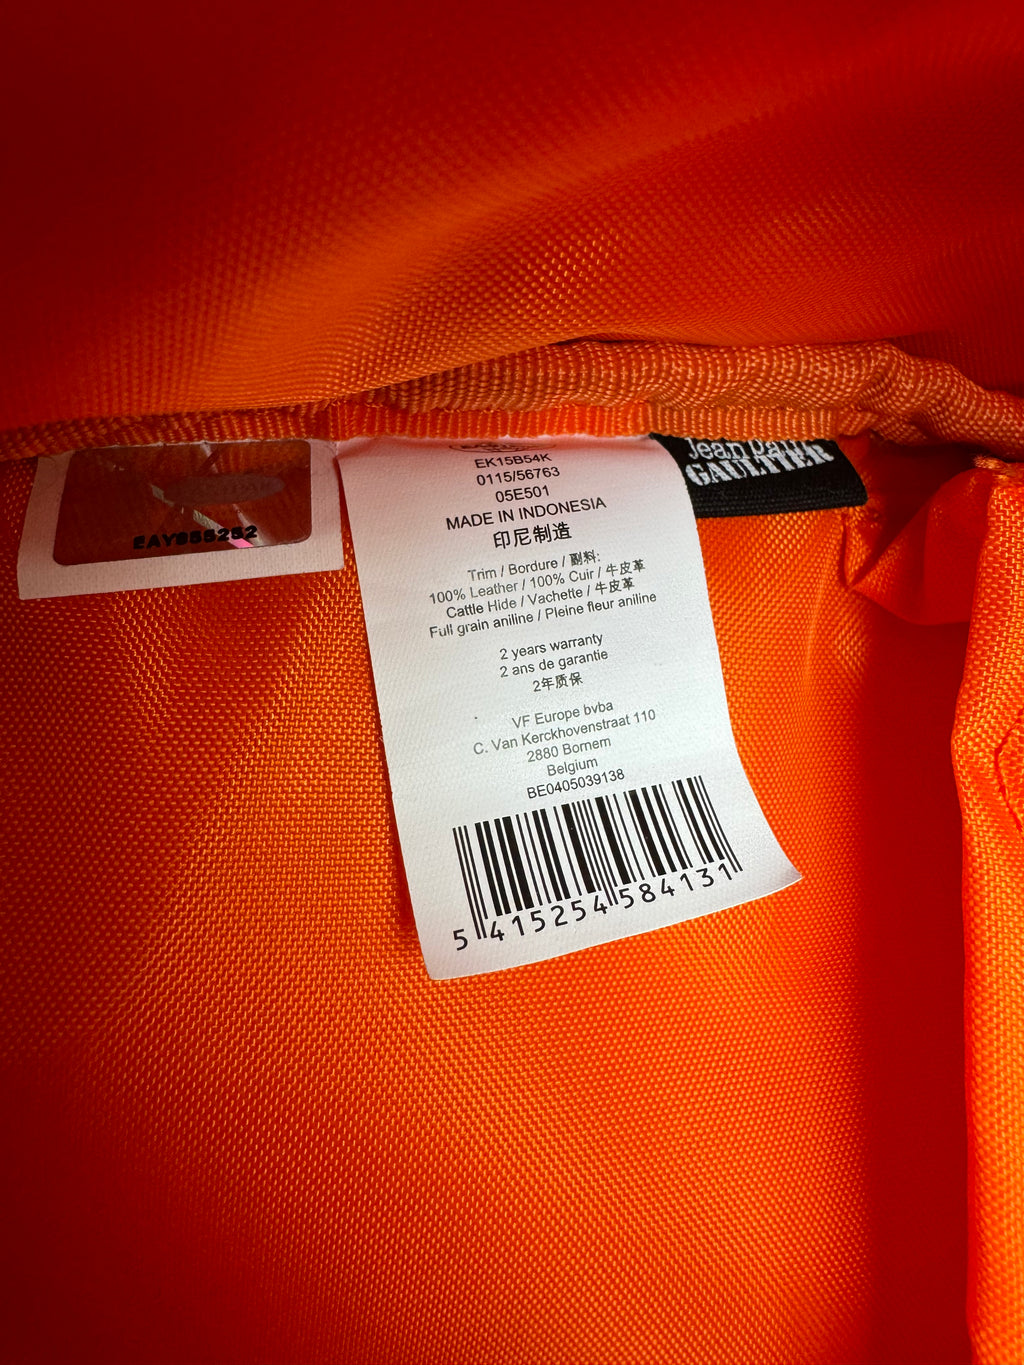 EAY955252
EK15B54K
0115/56763
05E501
MADE IN INDONESIA
印尼制造
Trim / Bordure / 副料:
100% Leather / 100% Cuir / 牛皮革
Cattle Hide / Vachette / 牛皮革
Full grain aniline / Pleine fleur aniline
2 years warranty
2 ans de garantie
2年质保
VF Europe bvba
C. Van Kerckhovenstraat 110
2880 Bornem
Belgium
BE0405039138
5 415254 584131
Jean Paul
GAULTIER